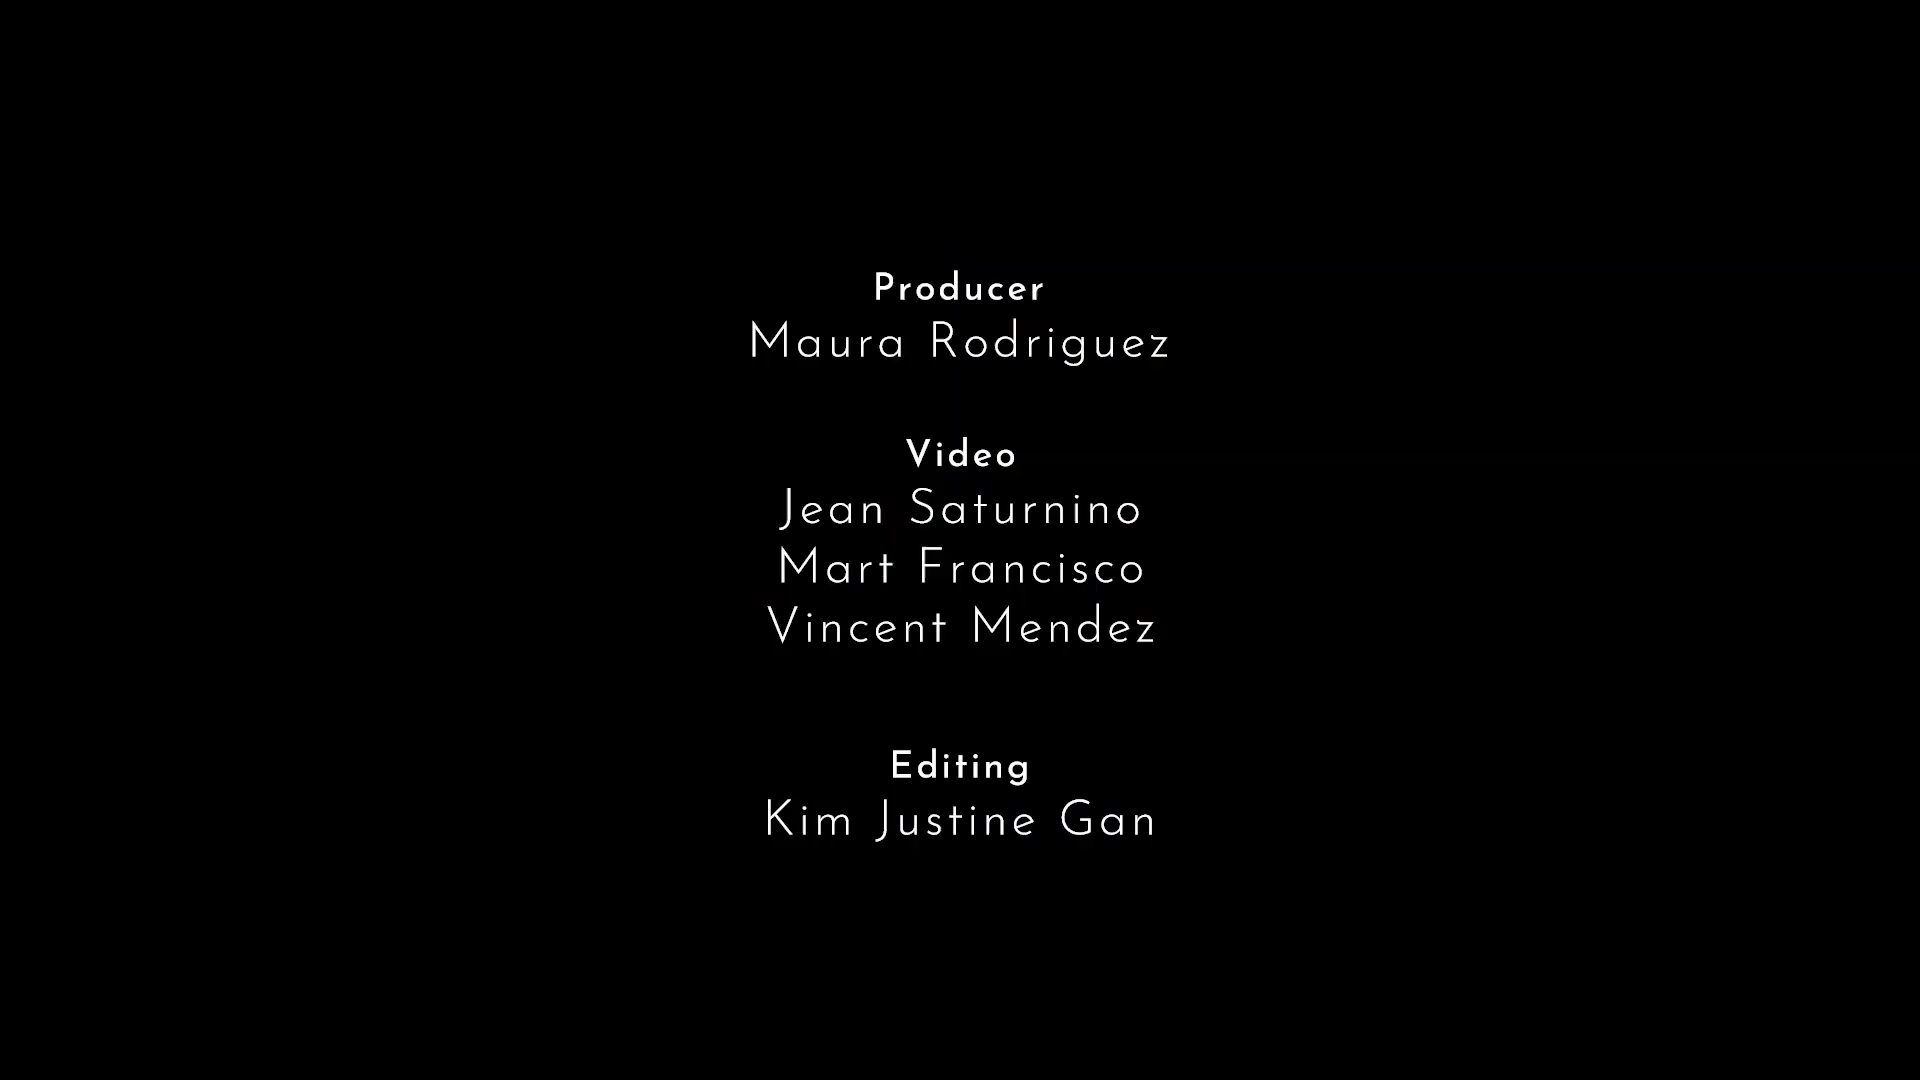 Producer
Maura Rodriguez
Video
Jean Saturnino
Mart Francisco
Vincent Mendez
Editing
Kim Justine Gan